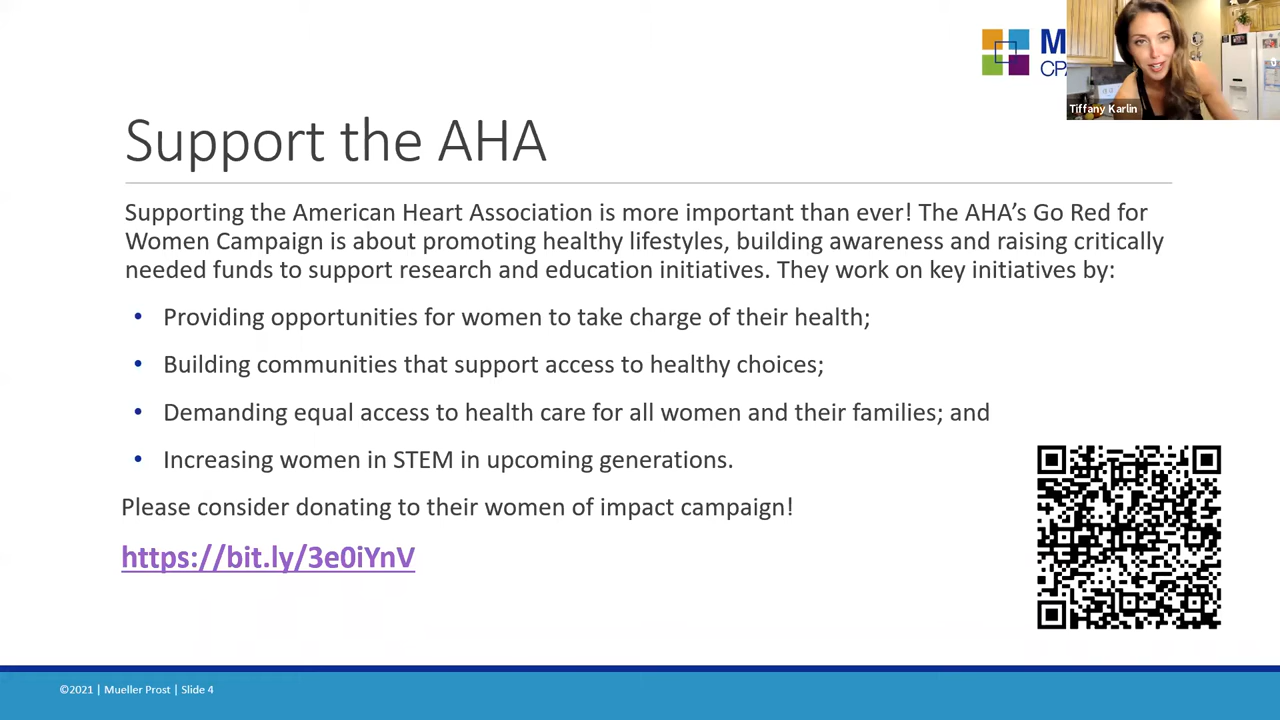 M
CPA
Tiffany Karlin
Support the AHA
Supporting the American Heart Association is more important than ever! The AHA’s Go Red for
Women Campaign is about promoting healthy lifestyles, building awareness and raising critically
needed funds to support research and education initiatives. They work on key initiatives by:
• Providing opportunities for women to take charge of their health;
• Building communities that support access to healthy choices;
• Demanding equal access to health care for all women and their families; and
• Increasing women in STEM in upcoming generations.
Please consider donating to their women of impact campaign!
https://bit.ly/3e0iYnV
©2021 | Mueller Prost | Slide 4